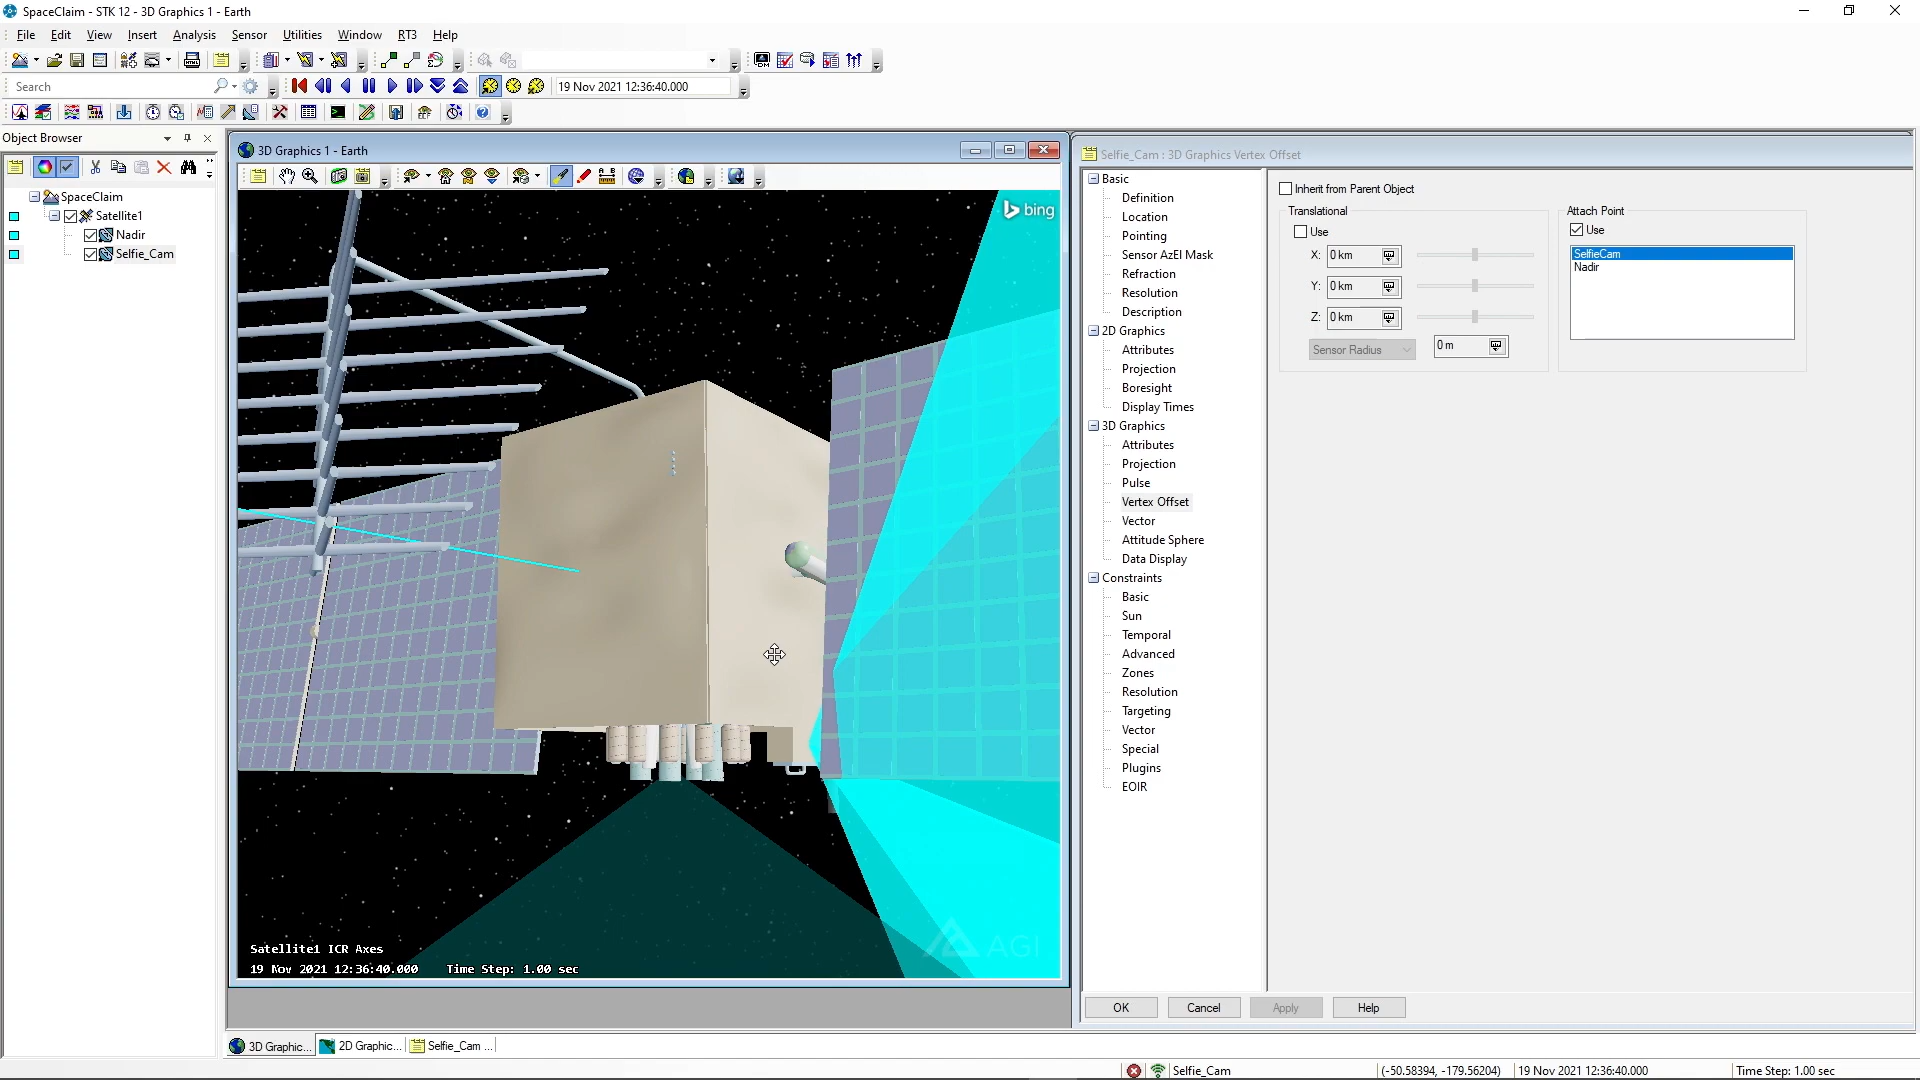 SpaceClaim - STK 12 - 3D Graphics 1 - Earth
File Edit View Insert Analysis Sensor Utilities Window RT3 Help
Search
19 Nov 2021 12:36:40.000
Object Browser
SpaceClaim
Satellite1
Nadir
Selfie_Cam
3D Graphics 1 - Earth
bing
Satellite1 ICR Axes
19 Nov 2021 12:36:40.000 Time Step: 1.00 sec
AGI
Selfie_Cam : 3D Graphics Vertex Offset
Basic
Definition
Location
Pointing
Sensor AzEl Mask
Refraction
Resolution
Description
2D Graphics
Attributes
Projection
Boresight
Display Times
3D Graphics
Attributes
Projection
Pulse
Vertex Offset
Vector
Attitude Sphere
Data Display
Constraints
Basic
Sun
Temporal
Advanced
Zones
Resolution
Targeting
Vector
Special
Plugins
EOIR
Inherit from Parent Object
Translational
Use
X: 0 km
Y: 0 km
Z: 0 km
Sensor Radius 0 m
Attach Point
Use
SelfieCam
Nadir
OK Cancel Apply Help
3D Graphic... 2D Graphic... Selfie_Cam ...
Selfie_Cam (-50.58394, -179.56204) 19 Nov 2021 12:36:40.000 Time Step: 1.00 sec